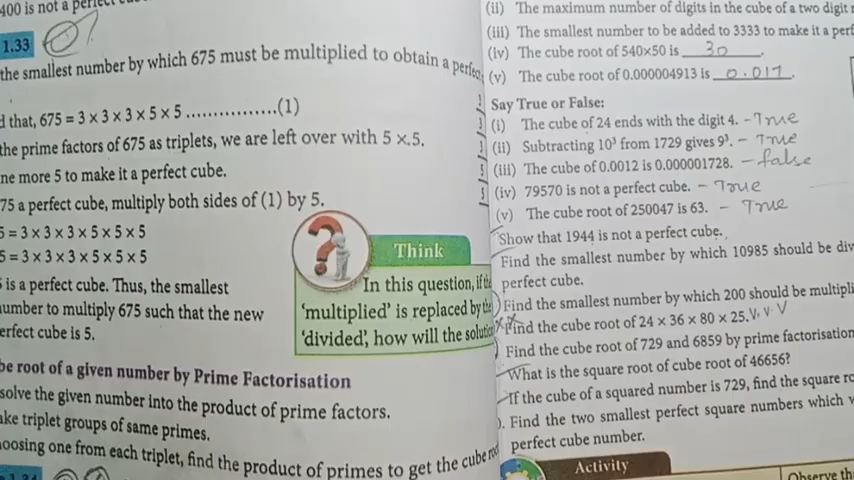 400 is not a perfect
1.33
the smallest number by which 675 must be multiplied to obtain a perfec
d that, 675 = 3 × 3 × 3 × 5 × 5 ................(1)
the prime factors of 675 as triplets, we are left over with 5 × 5.
ne more 5 to make it a perfect cube.
75 a perfect cube, multiply both sides of (1) by 5.
5 = 3 × 3 × 3 × 5 × 5 × 5
5 = 3 × 3 × 3 × 5 × 5 × 5
is a perfect cube. Thus, the smallest
umber to multiply 675 such that the new
erfect cube is 5.
Think
In this question, if the
'multiplied' is replaced by the
'divided', how will the solutio
be root of a given number by Prime Factorisation
solve the given number into the product of prime factors.
ake triplet groups of same primes.
hoosing one from each triplet, find the product of primes to get the cube roo
(ii) The maximum number of digits in the cube of a two digit
(iii) The smallest number to be added to 3333 to make it a perf
(iv) The cube root of 540×50 is 30.
(v) The cube root of 0.000004913 is 0.017.
Say True or False:
(i) The cube of 24 ends with the digit 4. - True
(ii) Subtracting 10³ from 1729 gives 9³. - True
(iii) The cube of 0.0012 is 0.000001728. - false
(iv) 79570 is not a perfect cube. - True
(v) The cube root of 250047 is 63. - True
Show that 1944 is not a perfect cube.
Find the smallest number by which 10985 should be div
perfect cube.
Find the smallest number by which 200 should be multipli
Find the cube root of 24 × 36 × 80 × 25. V. V V
Find the cube root of 729 and 6859 by prime factorisation
What is the square root of cube root of 46656?
If the cube of a squared number is 729, find the square ro
). Find the two smallest perfect square numbers which
perfect cube number.
Activity
Observe th